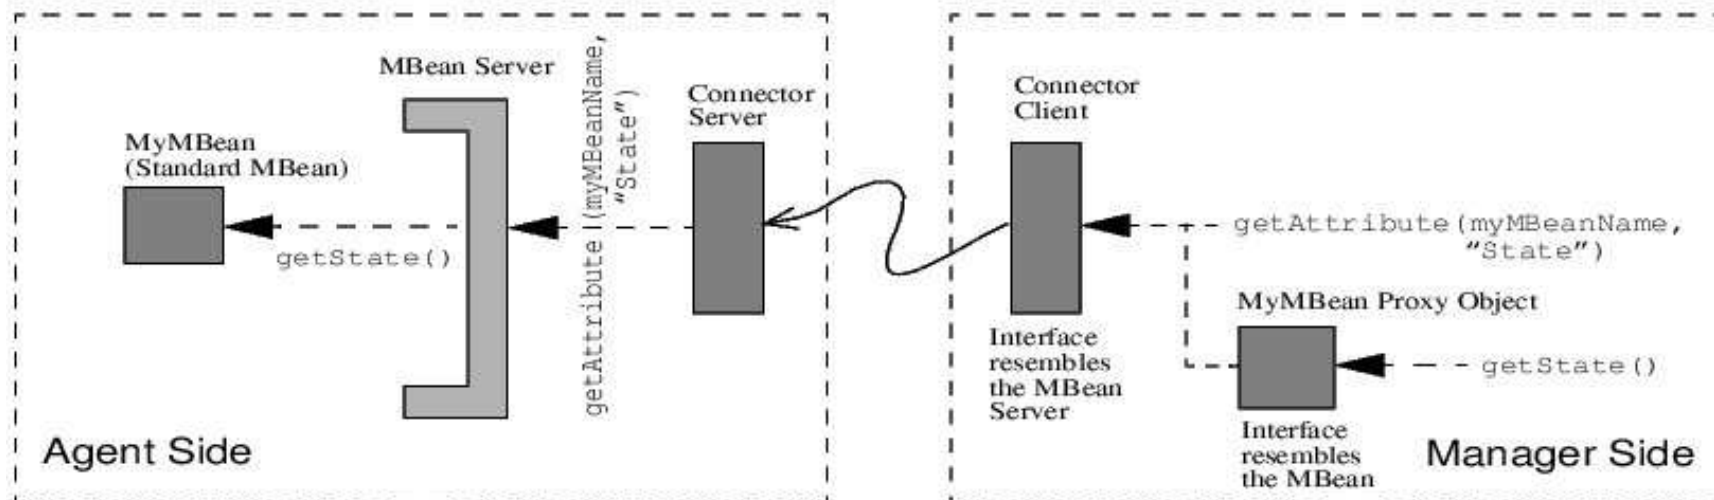 MBean Server
MyMBean
(Standard MBean)
getState()
getAttribute(myMBeanName,
"State")
Connector
Server
Agent Side
Connector
Client
Interface
resembles
the MBean
Server
getAttribute(myMBeanName,
"State")
MyMBean Proxy Object
getState()
Interface
resembles
the MBean
Manager Side